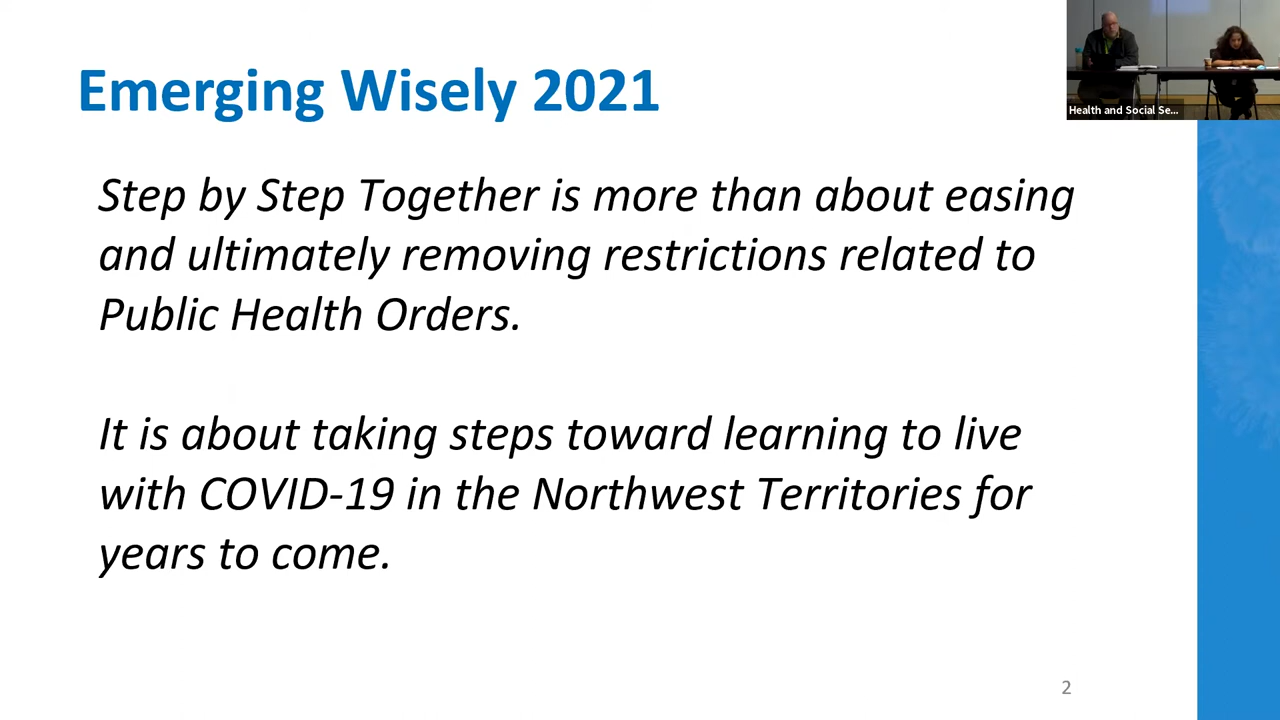 Emerging Wisely 2021
Health and Social Se...
Step by Step Together is more than about easing
and ultimately removing restrictions related to
Public Health Orders.
It is about taking steps toward learning to live
with COVID-19 in the Northwest Territories for
years to come.
2